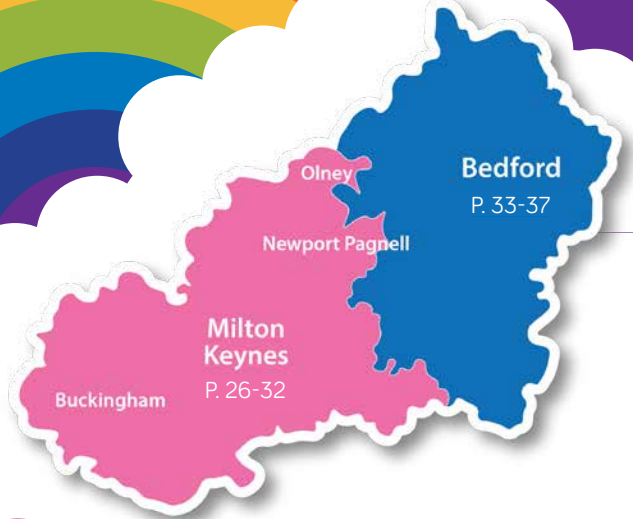 Olney
Bedford
P. 33-37
Newport Pagnell
Milton
Keynes
P. 26-32
Buckingham